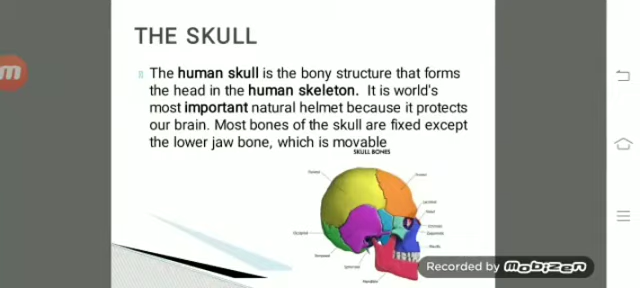 THE SKULL
The human skull is the bony structure that forms
the head in the human skeleton. It is world's
most important natural helmet because it protects
our brain. Most bones of the skull are fixed except
the lower jaw bone, which is movable
SKULL BONES
Recorded by Mobizen